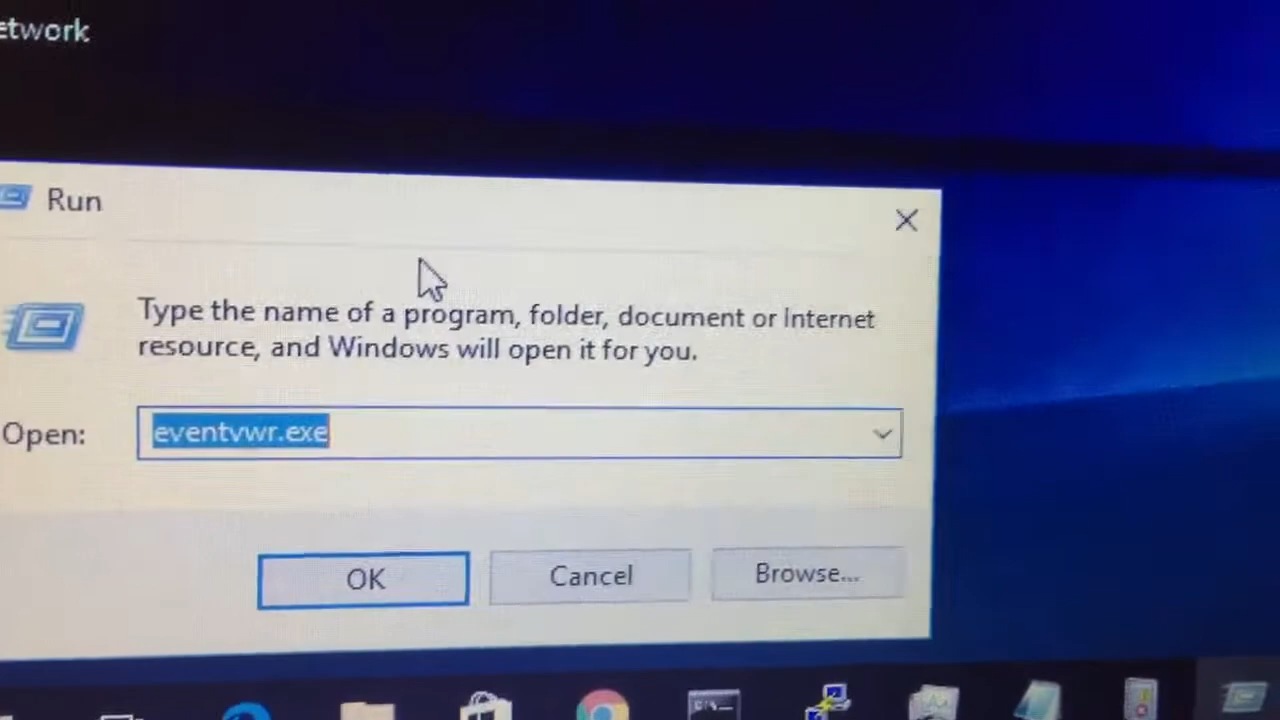 Run
Type the name of a program, folder, document or Internet
resource, and Windows will open it for you.
Open:
eventvwr.exe
OK
Cancel
Browse...